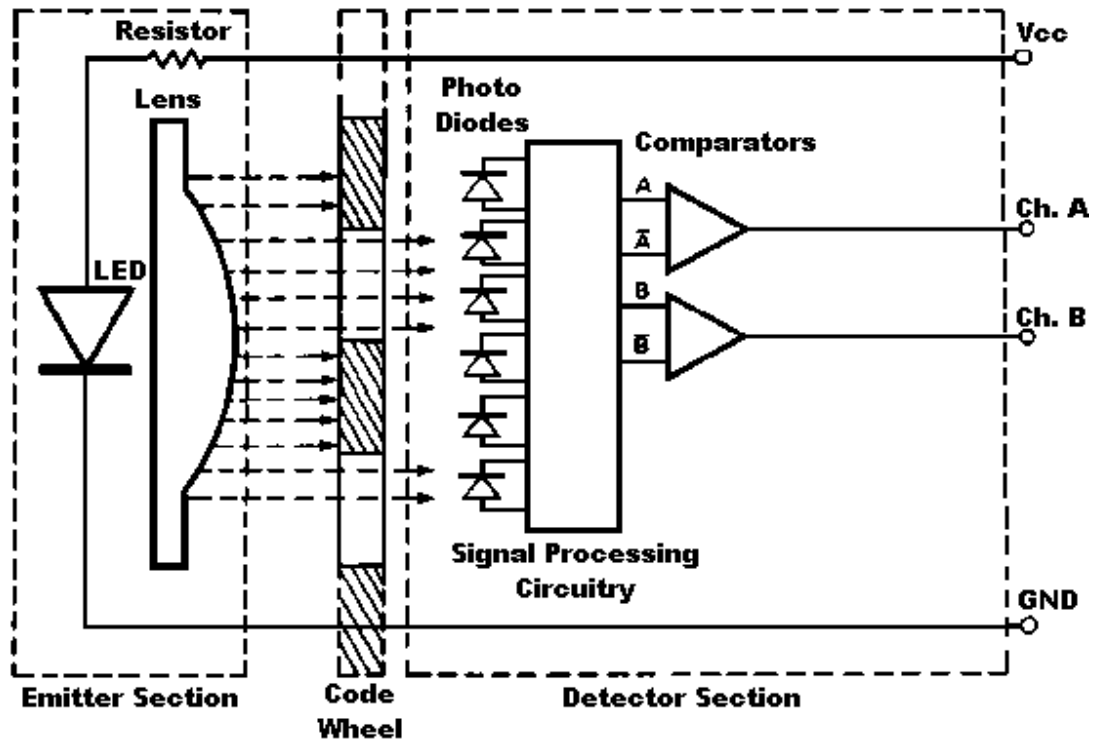 Resistor
Vcc
Lens
Photo
Diodes
Comparators
A
Ch. A
A̅
LED
B
Ch. B
B̅
Signal Processing
Circuitry
GND
Emitter Section
Code
Wheel
Detector Section